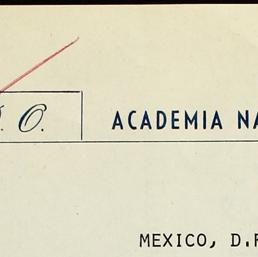 . O.
ACADEMIA NA
MEXICO, D.F